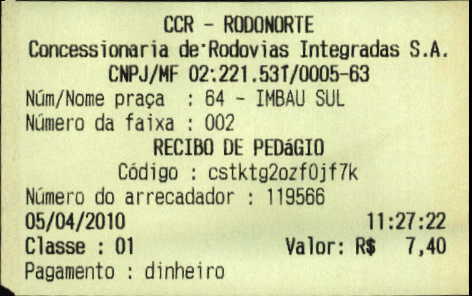 CCR - RODONORTE
Concessionaria de Rodovias Integradas S.A.
CNPJ/MF 02.221.531/0005-63
Núm/Nome praça : 64 - IMBAU SUL
Número da faixa : 002
RECIBO DE PEDáGIO
Código : cstktg2ozf0jf7k
Número do arrecadador : 119566
05/04/2010 11:27:22
Classe : 01 Valor: R$ 7,40
Pagamento : dinheiro